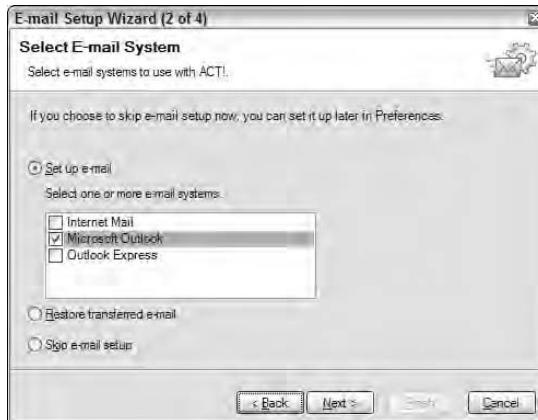 E-mail Setup Wizard (2 of 4)
Select E-mail System
Select e-mail systems to use with ACT!.
If you choose to skip e-mail setup now, you can set it up later in Preferences.
Set up e-mail
Select one or more e-mail systems
Internet Mail
Microsoft Outlook
Outlook Express
Restore transferred e-mail
Skip e-mail setup
< Back
Next >
Finish
Cancel